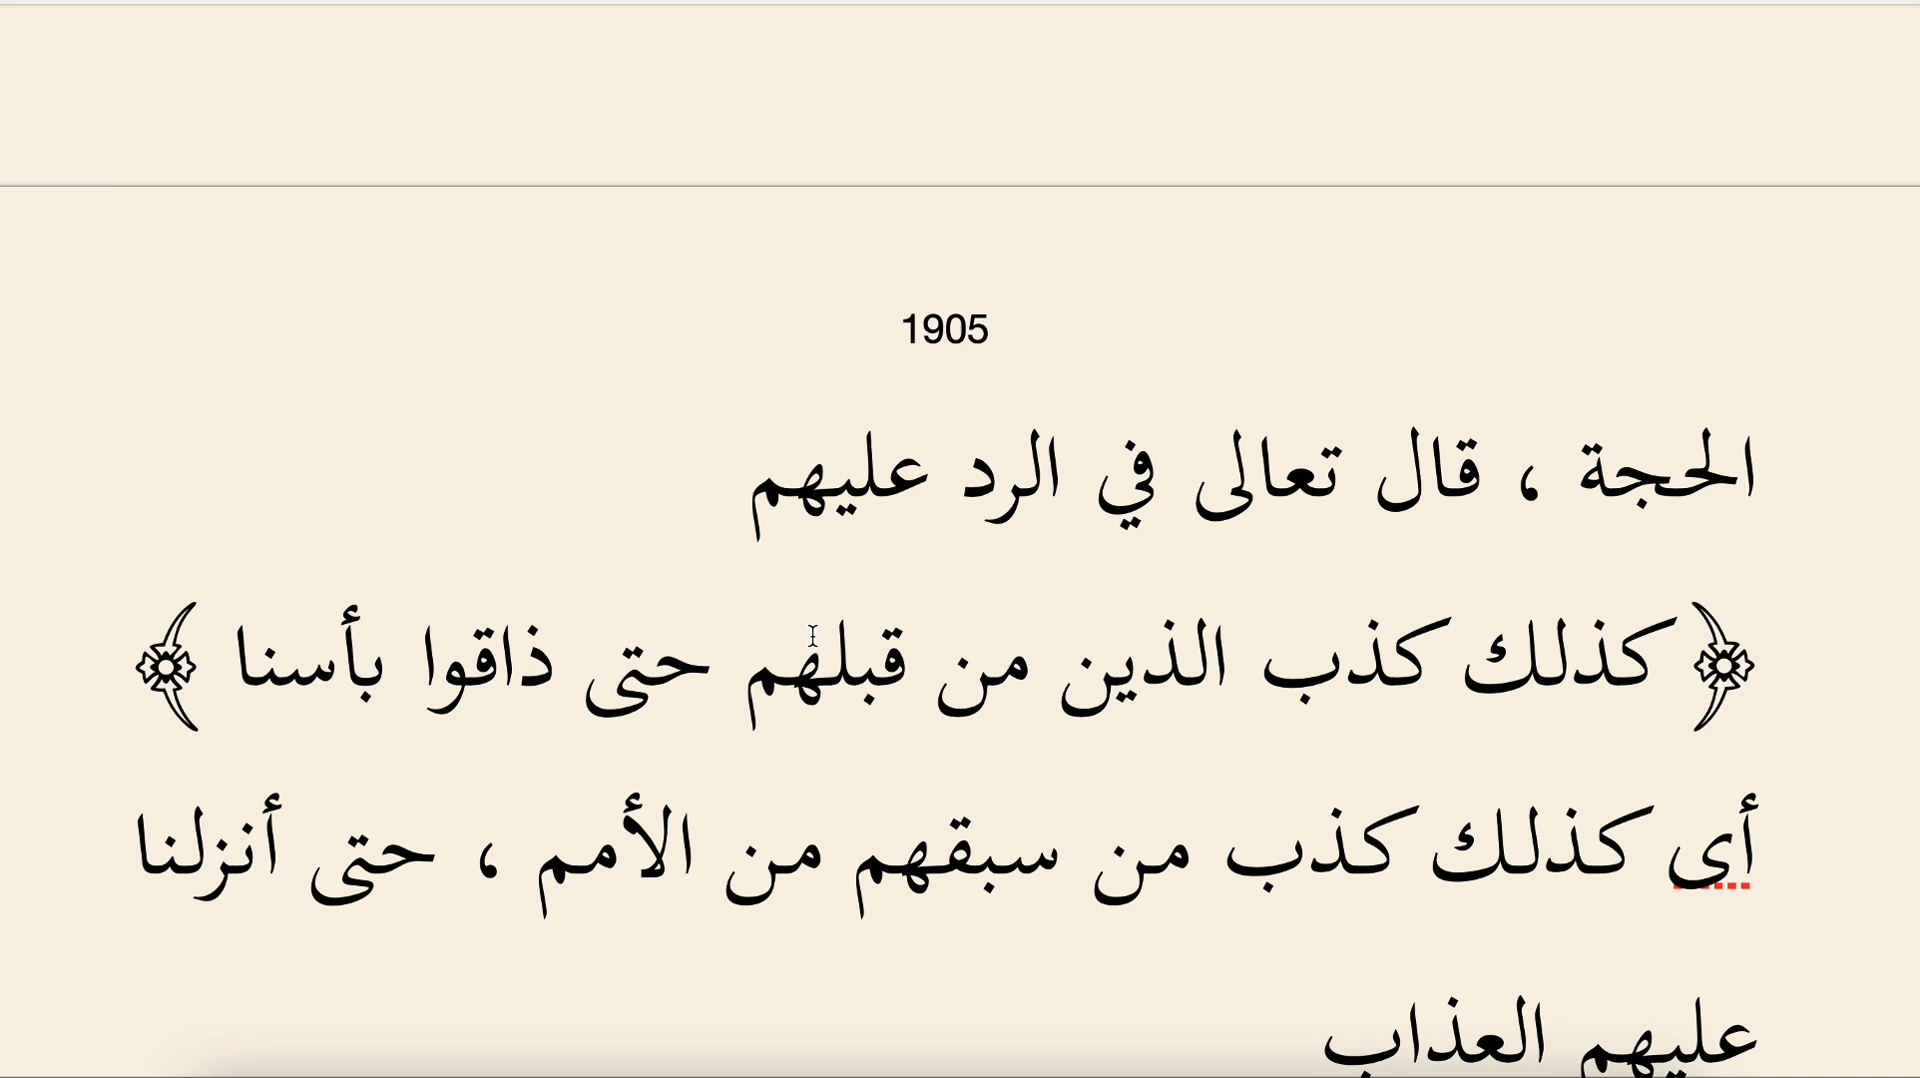 1905
الحجة ، قال تعالى في الرد عليهم
﴿ كذلك كذب الذين من قبلهم حتى ذاقوا بأسنا ﴾
أى كذلك كذب من سبقهم من الأمم ، حتى أنزلنا
عليهم العذاب